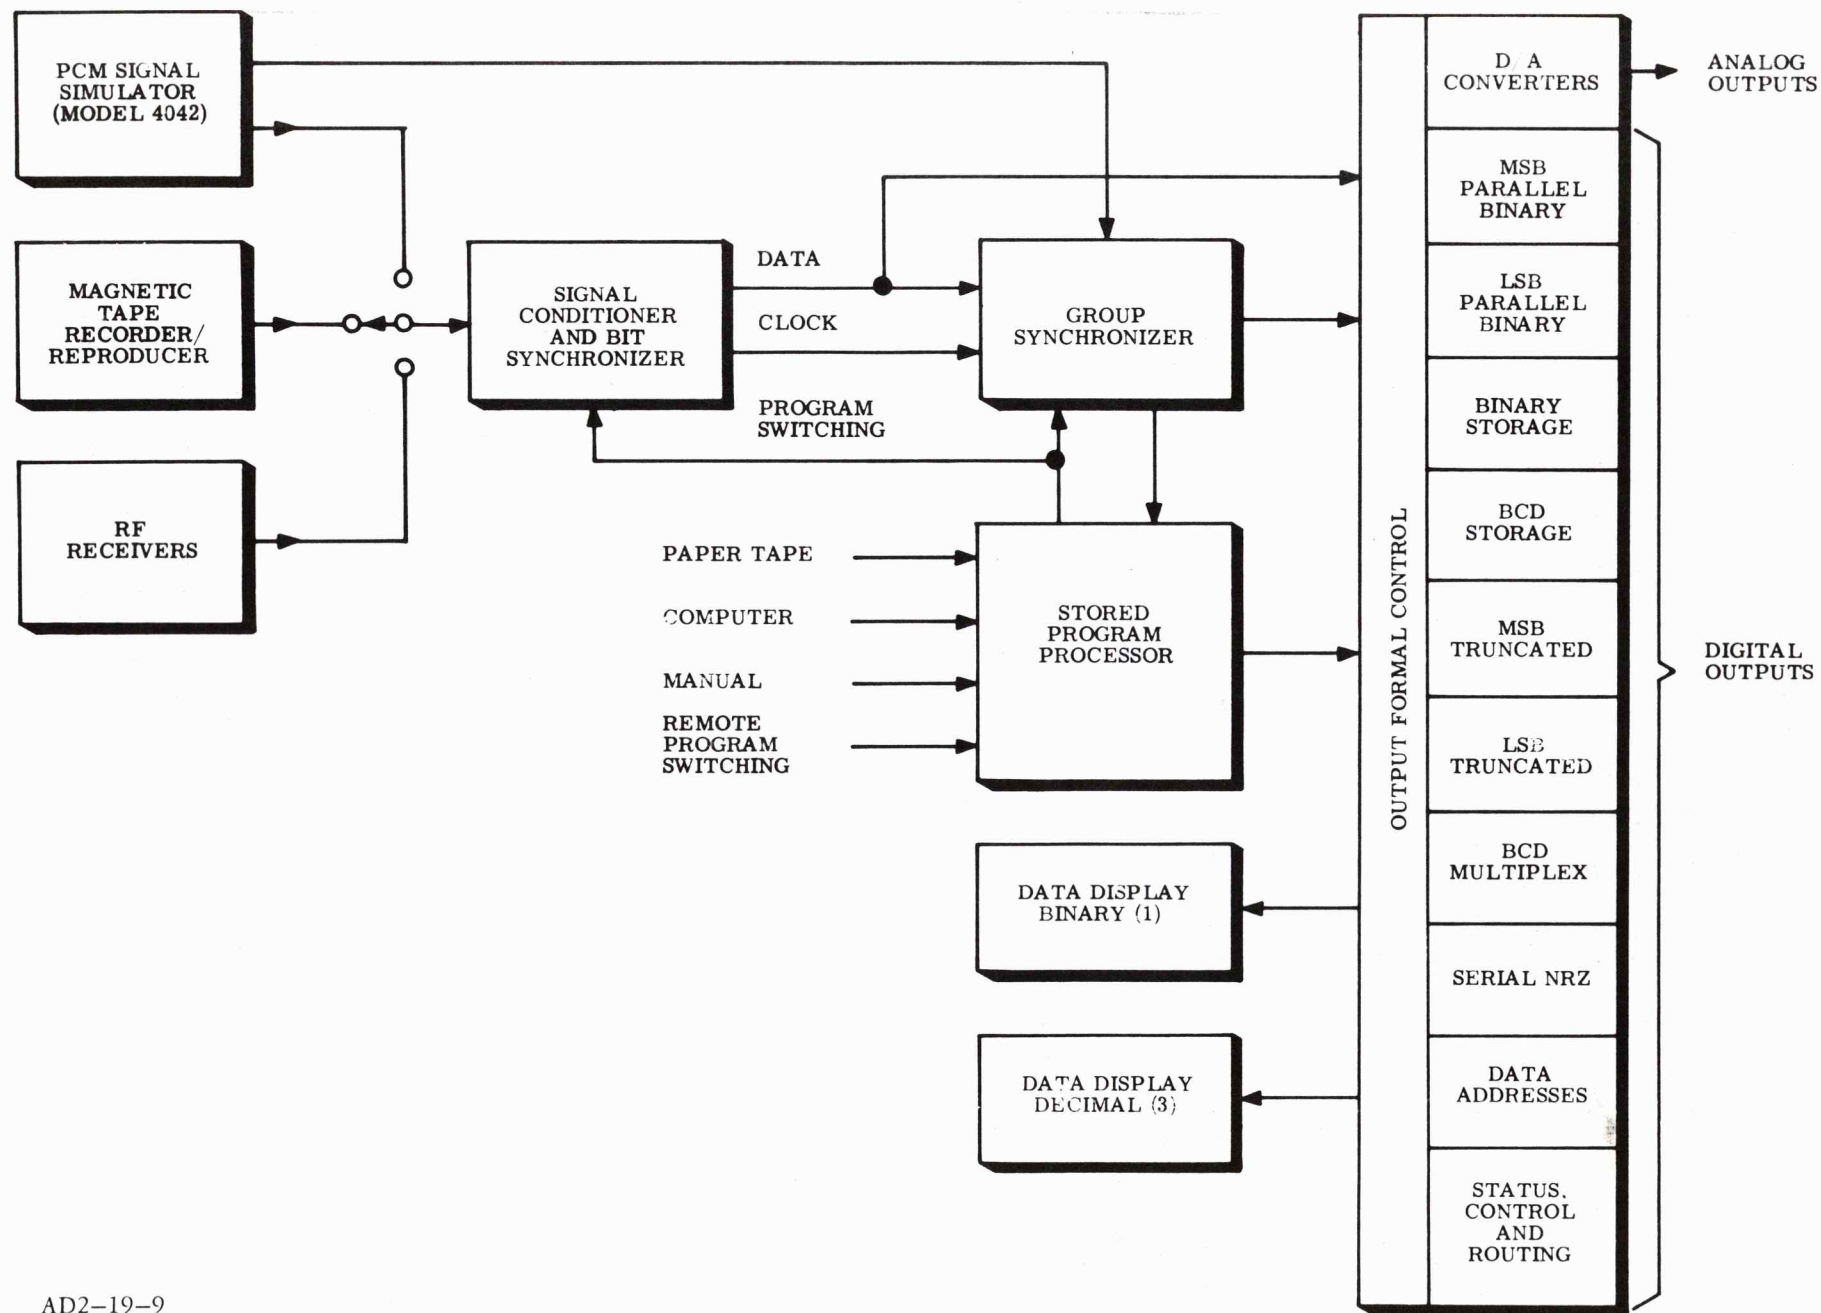 PCM SIGNAL
SIMULATOR
(MODEL 4042)
MAGNETIC
TAPE
RECORDER/
REPRODUCER
RF
RECEIVERS
SIGNAL
CONDITIONER
AND BIT
SYNCHRONIZER
DATA
CLOCK
PROGRAM
SWITCHING
GROUP
SYNCHRONIZER
PAPER TAPE
COMPUTER
MANUAL
REMOTE
PROGRAM
SWITCHING
STORED
PROGRAM
PROCESSOR
DATA DISPLAY
BINARY (1)
DATA DISPLAY
DECIMAL (3)
OUTPUT FORMAL CONTROL
D/A
CONVERTERS
MSB
PARALLEL
BINARY
LSB
PARALLEL
BINARY
BINARY
STORAGE
BCD
STORAGE
MSB
TRUNCATED
LSB
TRUNCATED
BCD
MULTIPLEX
SERIAL NRZ
DATA
ADDRESSES
STATUS,
CONTROL
AND
ROUTING
ANALOG
OUTPUTS
DIGITAL
OUTPUTS
AD2-19-9